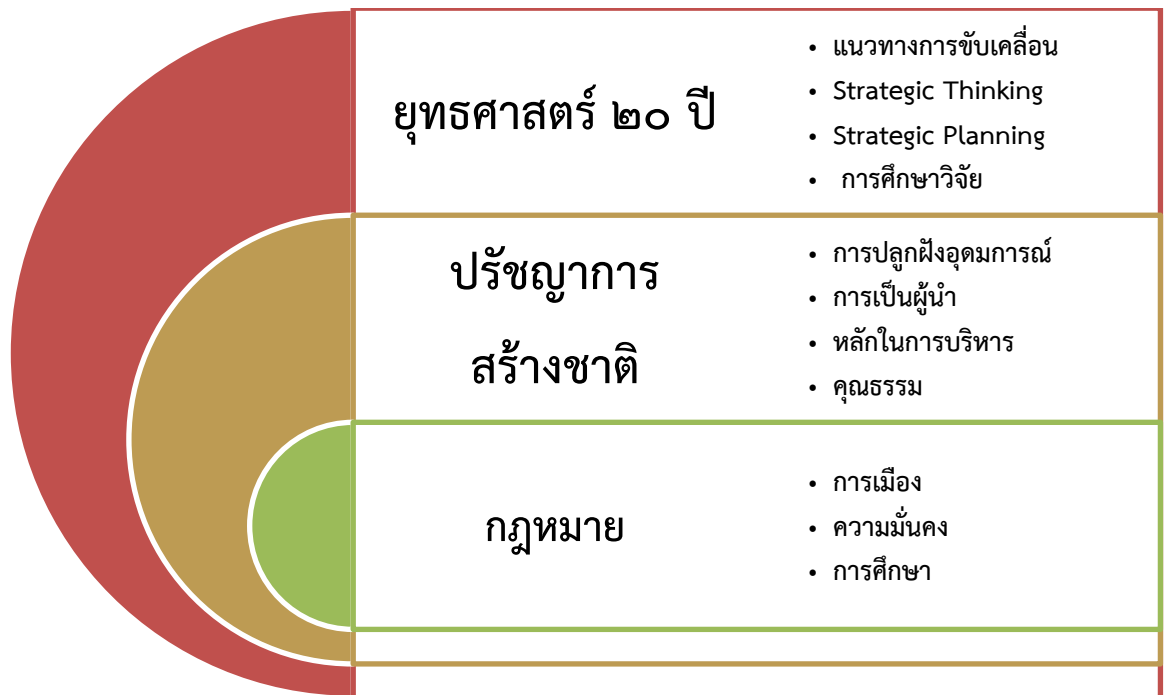 ยุทธศาสตร์ ๒๐ ปี
• แนวทางการขับเคลื่อน
• Strategic Thinking
• Strategic Planning
• การศึกษาวิจัย
ปรัชญาการ
สร้างชาติ
• การปลูกฝังอุดมการณ์
• การเป็นผู้นำ
• หลักในการบริหาร
• คุณธรรม
กฎหมาย
• การเมือง
• ความมั่นคง
• การศึกษา